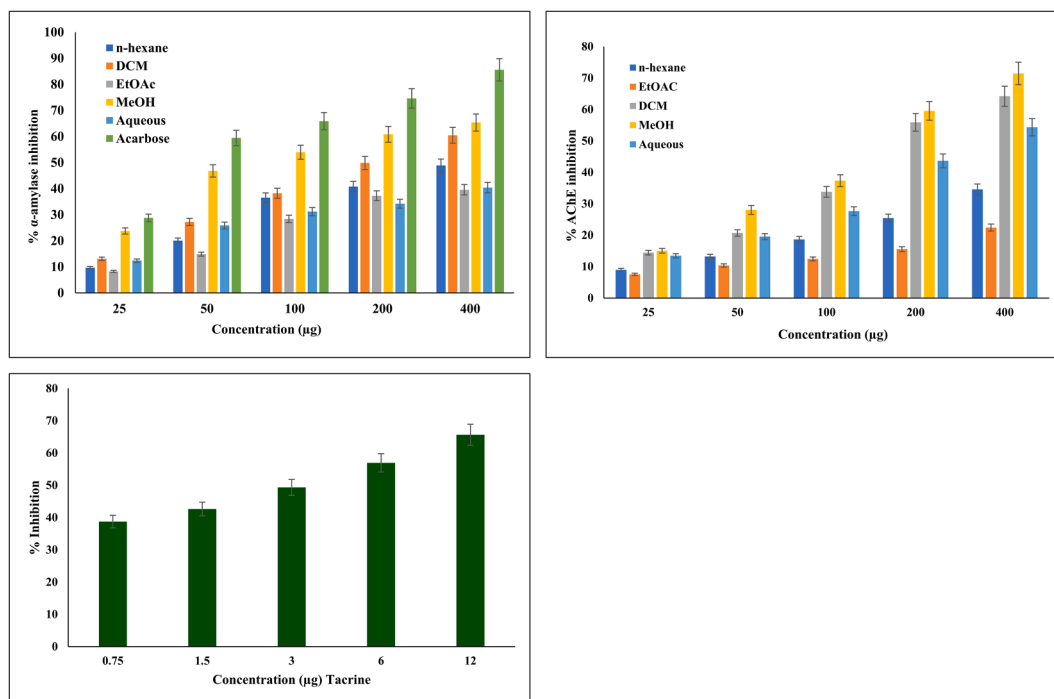 % α-amylase inhibition
100
90
80
70
60
50
40
30
20
10
0
n-hexane
DCM
EtOAc
MeOH
Aqueous
Acarbose
25 50 100 200 400
Concentration (µg)
% AChE inhibition
80
70
60
50
40
30
20
10
0
n-hexane
EtOAC
DCM
MeOH
Aqueous
25 50 100 200 400
Concentration (µg)
% Inhibition
80
70
60
50
40
30
20
10
0
0.75 1.5 3 6 12
Concentration (µg) Tacrine